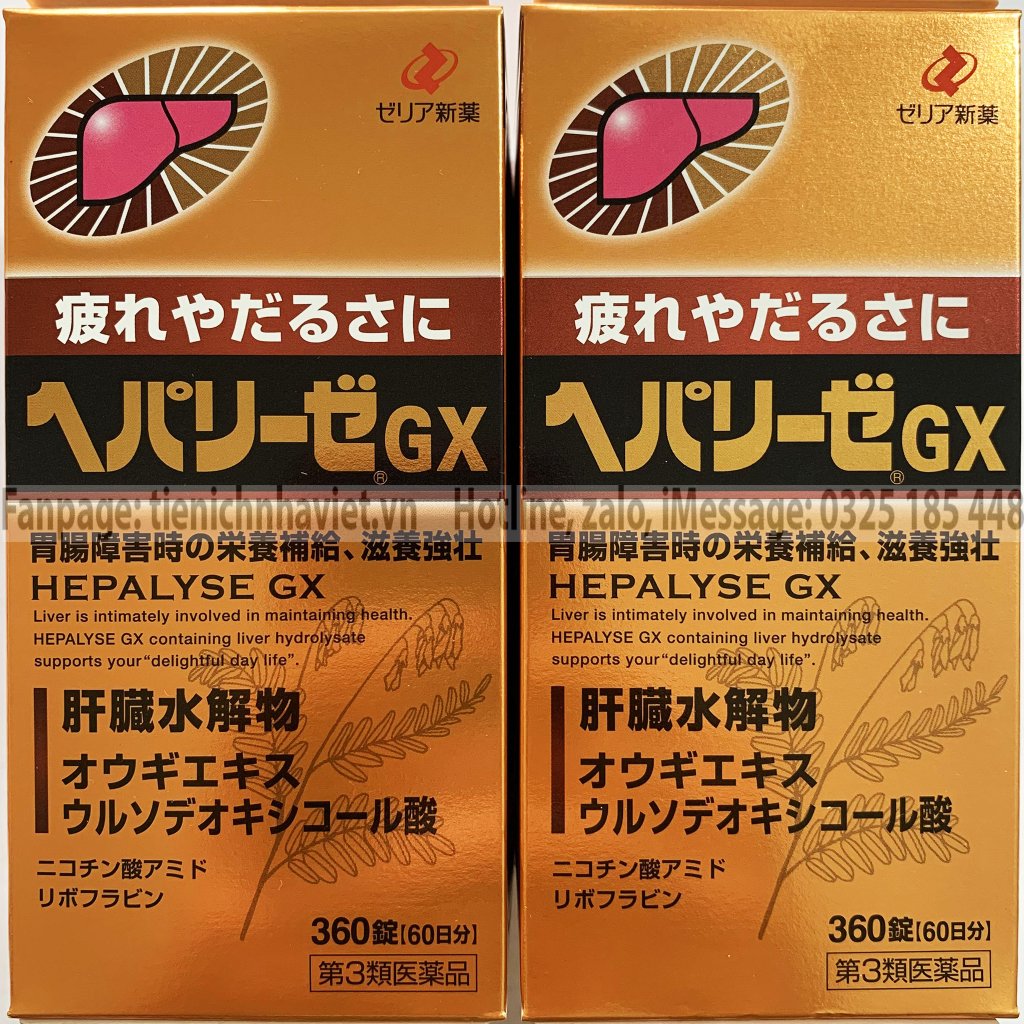 ゼリア新薬
疲れやだるさに
ヘパリーゼGX
®
胃腸障害時の栄養補給、滋養強壮
HEPALYSE GX
Liver is intimately involved in maintaining health.
HEPALYSE GX containing liver hydrolysate
supports your “delightful day life”.
肝臓水解物
オウギエキス
ウルソデオキシコール酸
ニコチン酸アミド
リボフラビン
360錠【60日分】
第3類医薬品
ゼリア新薬
疲れやだるさに
ヘパリーゼGX
®
胃腸障害時の栄養補給、滋養強壮
HEPALYSE GX
Liver is intimately involved in maintaining health.
HEPALYSE GX containing liver hydrolysate
supports your “delightful day life”.
肝臓水解物
オウギエキス
ウルソデオキシコール酸
ニコチン酸アミド
リボフラビン
360錠【60日分】
第3類医薬品
Fanpage: tienichnhaviet.vn Hotline, zalo, iMessage: 0325 185 448